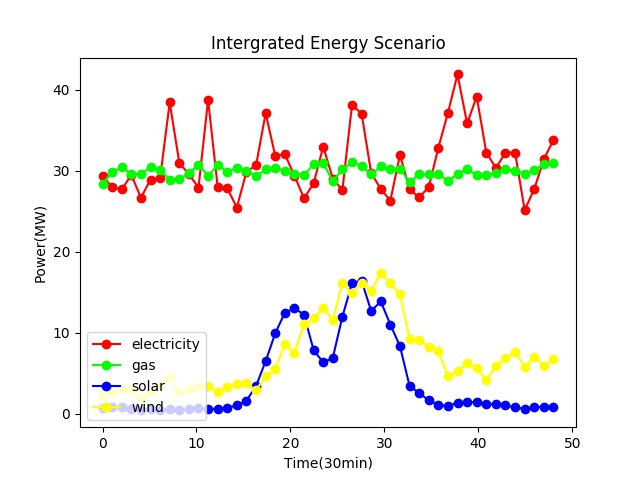 Intergrated Energy Scenario
Power(MW)
40
30
20
10
0
electricity
gas
solar
wind
0 10 20 30 40 50
Time(30min)